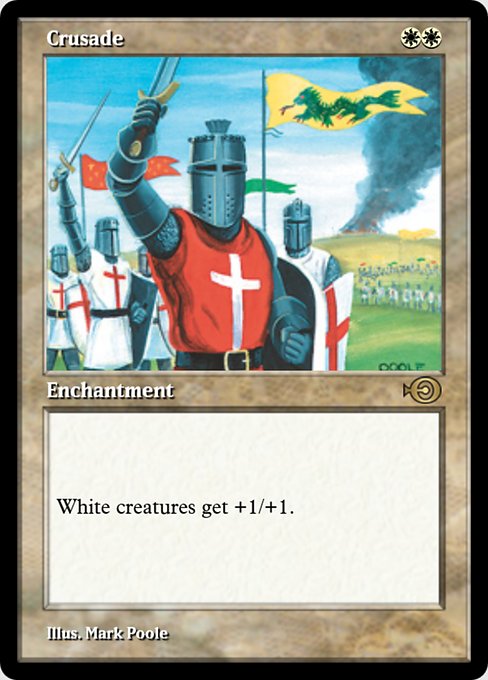 Crusade
POOLE
Enchantment
White creatures get +1/+1.
Illus. Mark Poole